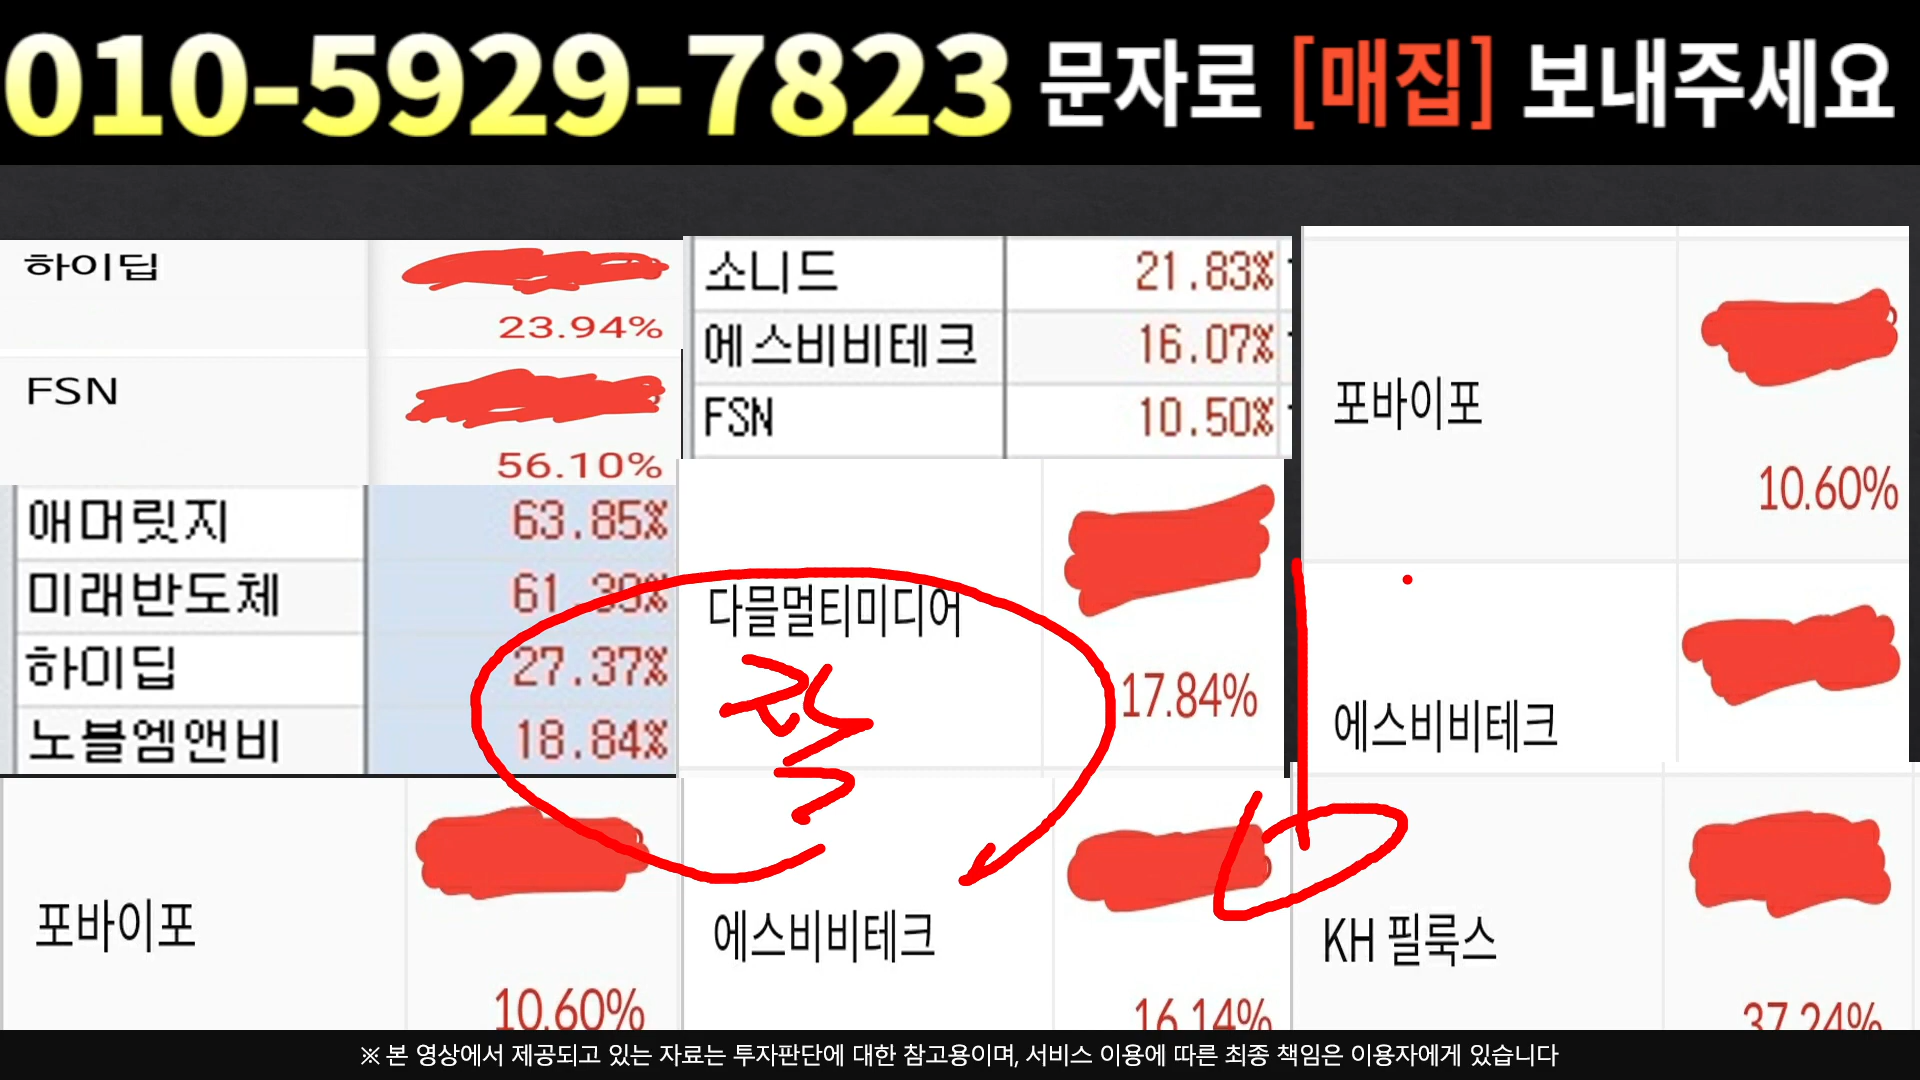 010-5929-7823 문자로 [매집] 보내주세요
하이딥
23.94%
FSN
56.10%
애머릿지 63.85%
미래반도체 61.39%
하이딥 27.37%
노블엠앤비 18.84%
소니드 21.83%
에스비비테크 16.07%
FSN 10.50%
다믈멀티미디어
17.84%
포바이포
10.60%
에스비비테크
포바이포
10.60%
에스비비테크
16.14%
KH 필룩스
37.24%
※ 본 영상에서 제공되고 있는 자료는 투자판단에 대한 참고용이며, 서비스 이용에 따른 최종 책임은 이용자에게 있습니다